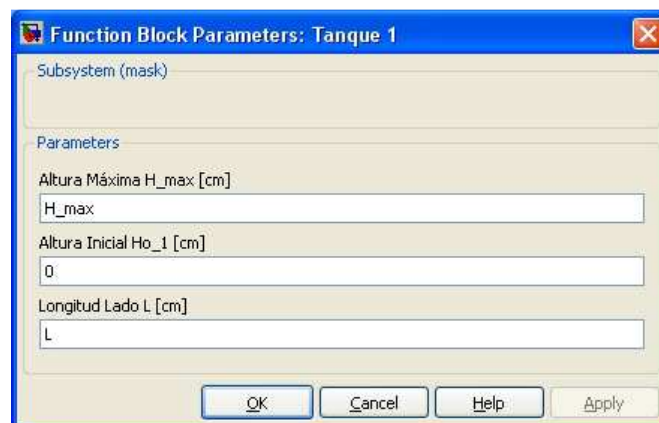 Function Block Parameters: Tanque 1
Subsystem (mask)
Parameters
Altura Máxima H_max [cm]
H_max
Altura Inicial Ho_1 [cm]
0
Longitud Lado L [cm]
L
OK Cancel Help Apply